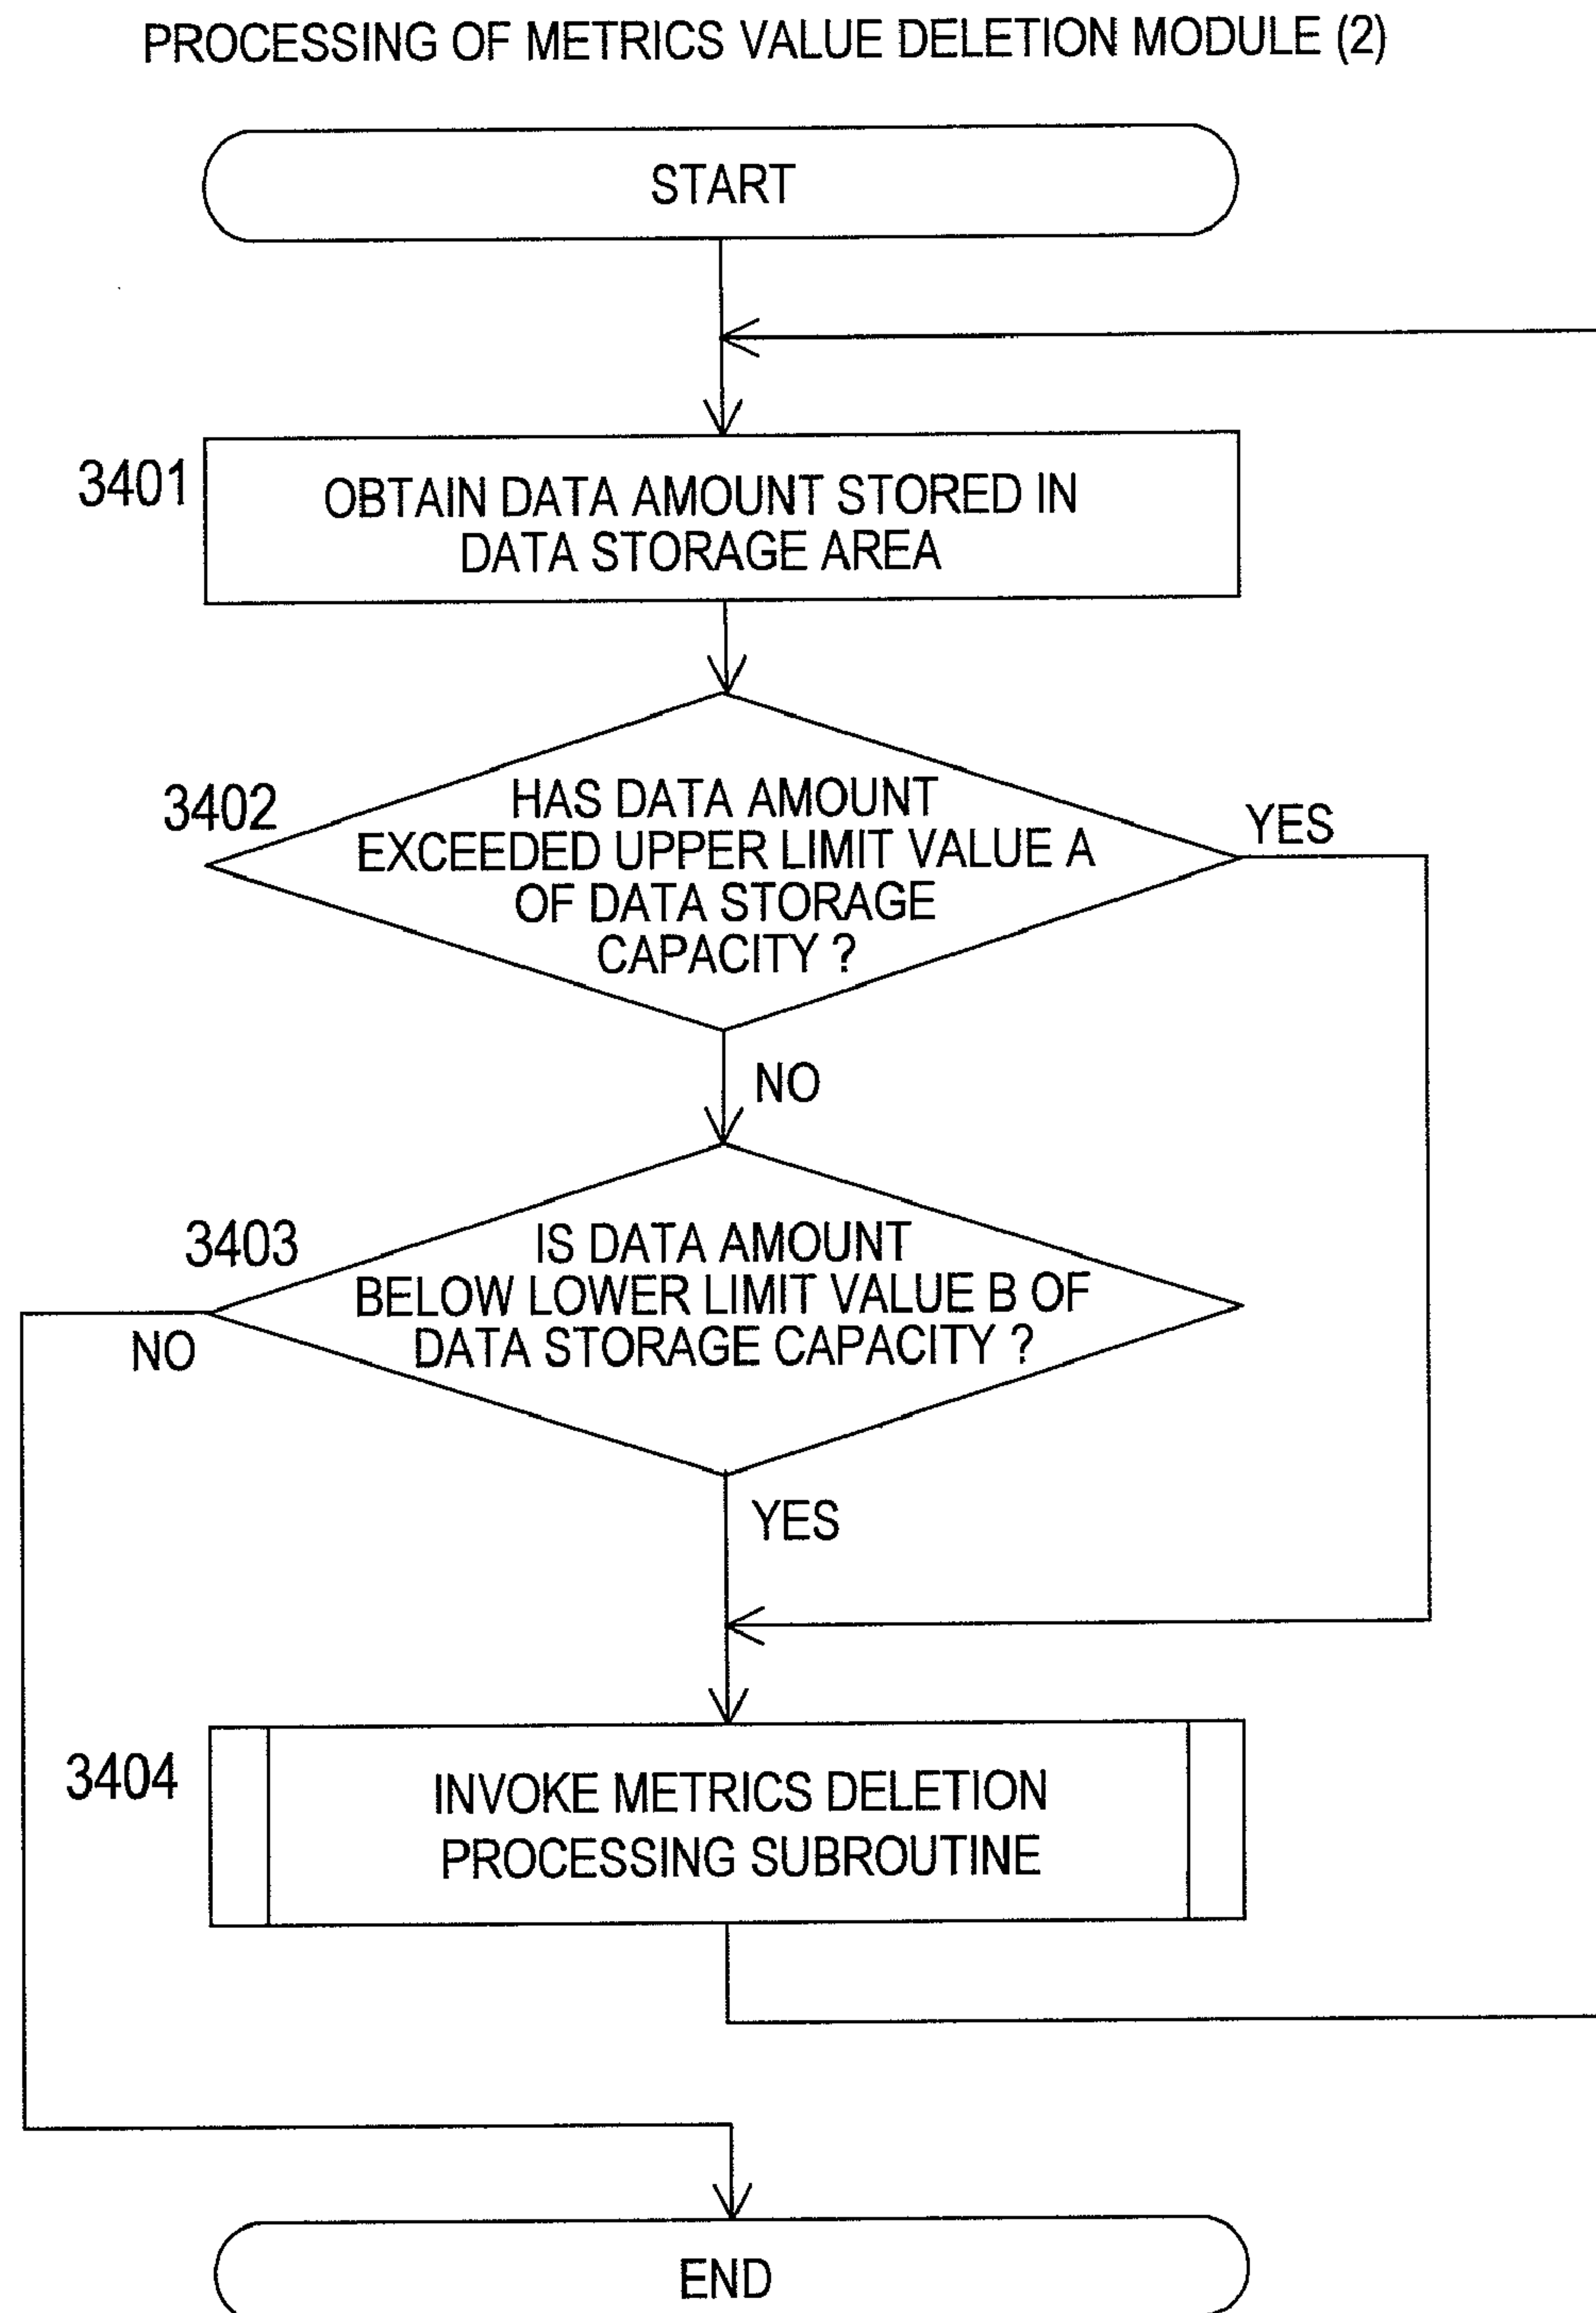 PROCESSING OF METRICS VALUE DELETION MODULE (2)
START
3401
OBTAIN DATA AMOUNT STORED IN
DATA STORAGE AREA
3402
HAS DATA AMOUNT
EXCEEDED UPPER LIMIT VALUE A
OF DATA STORAGE
CAPACITY ?
YES
NO
3403
IS DATA AMOUNT
BELOW LOWER LIMIT VALUE B OF
DATA STORAGE CAPACITY ?
NO
YES
3404
INVOKE METRICS DELETION
PROCESSING SUBROUTINE
END